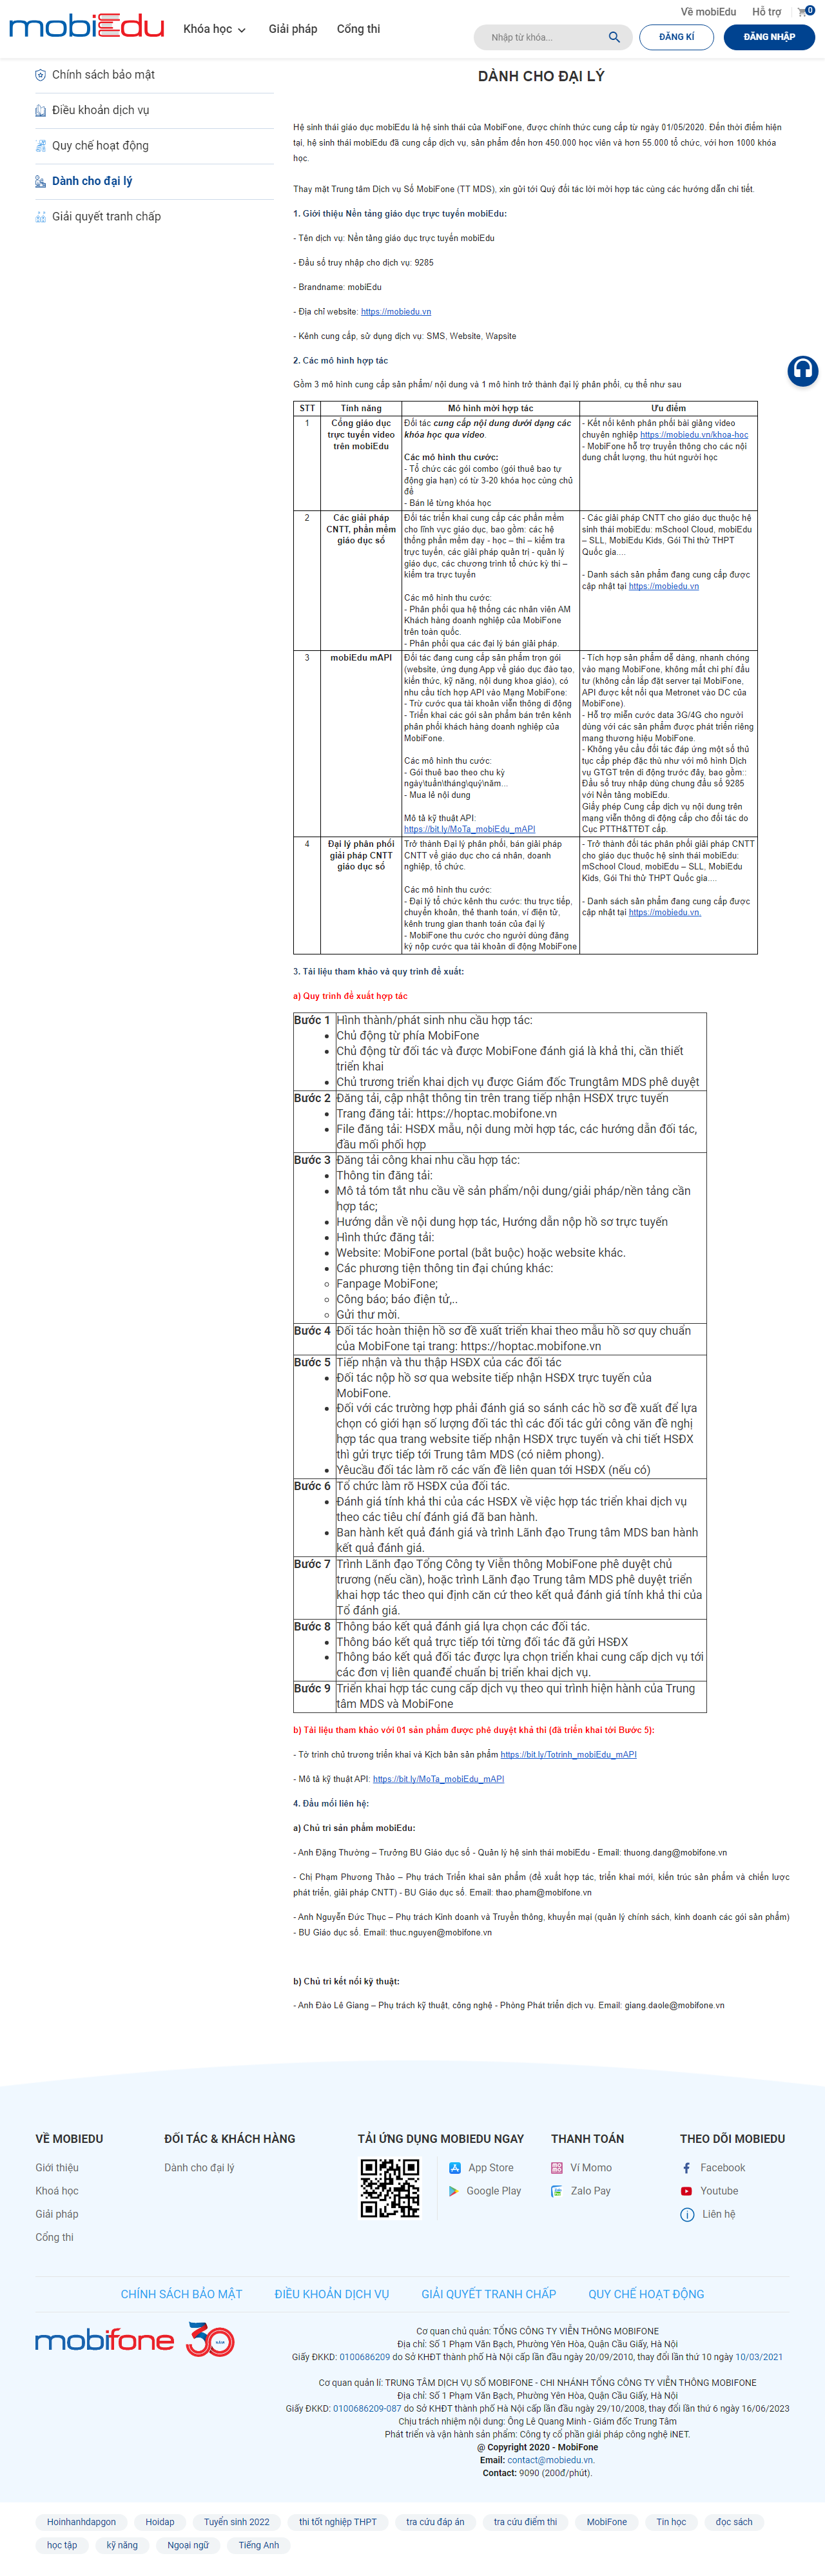 mobiEdu
Khóa học
Giải pháp
Cổng thi
Về mobiEdu
Hỗ trợ
0
Nhập từ khóa...
ĐĂNG KÍ
ĐĂNG NHẬP
Chính sách bảo mật
Điều khoản dịch vụ
Quy chế hoạt động
Dành cho đại lý
Giải quyết tranh chấp
DÀNH CHO ĐẠI LÝ
Hệ sinh thái giáo dục mobiEdu là hệ sinh thái của MobiFone, được chính thức cung cấp từ ngày 01/05/2020. Đến thời điểm hiện
tại, hệ sinh thái mobiEdu đã cung cấp dịch vụ, sản phẩm đến hơn 450.000 học viên và hơn 55.000 tổ chức, với hơn 1000 khóa
học.
Thay mặt Trung tâm Dịch vụ Số MobiFone (TT MDS), xin gửi tới Quý đối tác lời mời hợp tác cùng các hướng dẫn chi tiết.
1. Giới thiệu Nền tảng giáo dục trực tuyến mobiEdu:
- Tên dịch vụ: Nền tảng giáo dục trực tuyến mobiEdu
- Đầu số truy nhập cho dịch vụ: 9285
- Brandname: mobiEdu
- Địa chỉ website: https://mobiedu.vn
- Kênh cung cấp, sử dụng dịch vụ: SMS, Website, Wapsite
2. Các mô hình hợp tác
Gồm 3 mô hình cung cấp sản phẩm/ nội dung và 1 mô hình trở thành đại lý phân phối, cụ thể như sau
STT
Tính năng
Mô hình mời hợp tác
Ưu điểm
1
Cổng giáo dục
trực tuyến video
trên mobiEdu
Đối tác cung cấp nội dung dưới dạng các
khóa học qua video.
Các mô hình thu cước:
- Tổ chức các gói combo (gói thuê bao tự
động gia hạn) có từ 3-20 khóa học cùng chủ
đề
- Bán lẻ từng khóa học
- Kết nối kênh phân phối bài giảng video
chuyên nghiệp https://mobiedu.vn/khoa-hoc
- MobiFone hỗ trợ truyền thông cho các nội
dung chất lượng, thu hút người học
2
Các giải pháp
CNTT, phần mềm
giáo dục số
Đối tác triển khai cung cấp các phần mềm
cho lĩnh vực giáo dục, bao gồm: các hệ
thống phần mềm dạy - học – thi – kiểm tra
trực tuyến, các giải pháp quản trị - quản lý
giáo dục, các chương trình tổ chức kỳ thi –
kiểm tra trực tuyến
Các mô hình thu cước:
- Phân phối qua hệ thống các nhân viên AM
Khách hàng doanh nghiệp của MobiFone
trên toàn quốc.
- Phân phối qua các đại lý bán giải pháp.
- Các giải pháp CNTT cho giáo dục thuộc hệ
sinh thái mobiEdu: mSchool Cloud, mobiEdu
– SLL, MobiEdu Kids, Gói Thi thử THPT
Quốc gia....
- Danh sách sản phẩm đang cung cấp được
cập nhât tại https://mobiedu.vn
3
mobiEdu mAPI
Đối tác đang cung cấp sản phẩm trọn gói
(website, ứng dụng App về giáo dục đào tạo,
kiến thức, kỹ năng, nội dung khoa giáo), có
nhu cầu tích hợp API vào Mạng MobiFone:
- Trừ cước qua tài khoản viễn thông di động
- Triển khai các gói sản phẩm bán trên kênh
phân phối khách hàng doanh nghiệp của
MobiFone.
Các mô hình thu cước:
- Gói thuê bao theo chu kỳ
ngày\tuần\tháng\quý\năm...
- Mua lẻ nội dung
Mô tả kỹ thuật API:
https://bit.ly/MoTa_mobiEdu_mAPI
- Tích hợp sản phẩm dễ dàng, nhanh chóng
vào mạng MobiFone, không mất chi phí đầu
tư (không cần lắp đặt server tại MobiFone,
API được kết nối qua Metronet vào DC của
MobiFone).
- Hỗ trợ miễn cước data 3G/4G cho người
dùng với các sản phẩm được phát triển riêng
mang thương hiệu MobiFone.
- Không yêu cầu đối tác đáp ứng một số thủ
tục cấp phép đặc thù như với mô hình Dịch
vụ GTGT trên di động trước đây, bao gồm::
Đầu số truy nhập dùng chung đầu số 9285
với Nền tảng mobiEdu.
Giấy phép Cung cấp dịch vụ nội dung trên
mạng viễn thông di động cấp cho đối tác do
Cục PTTH&TTĐT cấp.
4
Đại lý phân phối
giải pháp CNTT
giáo dục số
Trở thành Đại lý phân phối, bán giải pháp
CNTT về giáo dục cho cá nhân, doanh
nghiệp, tổ chức.
Các mô hình thu cước:
- Đại lý tổ chức kênh thu cước: thu trực tiếp,
chuyển khoản, thẻ thanh toán, ví điện tử,
kênh trung gian thanh toán của đại lý
- MobiFone thu cước cho người dùng đăng
ký nộp cước qua tài khoản di động MobiFone
- Trở thành đối tác phân phối giải pháp CNTT
cho giáo dục thuộc hệ sinh thái mobiEdu:
mSchool Cloud, mobiEdu – SLL, MobiEdu
Kids, Gói Thi thử THPT Quốc gia....
- Danh sách sản phẩm đang cung cấp được
cập nhật tại https://mobiedu.vn.
3. Tài liệu tham khảo và quy trình đề xuất:
a) Quy trình đề xuất hợp tác
Bước 1
Hình thành/phát sinh nhu cầu hợp tác:
Chủ động từ phía MobiFone
Chủ động từ đối tác và được MobiFone đánh giá là khả thi, cần thiết
triển khai
Chủ trương triển khai dịch vụ được Giám đốc Trungtâm MDS phê duyệt
Bước 2
Đăng tải, cập nhật thông tin trên trang tiếp nhận HSĐX trực tuyến
Trang đăng tải: https://hoptac.mobifone.vn
File đăng tải: HSĐX mẫu, nội dung mời hợp tác, các hướng dẫn đối tác,
đầu mối phối hợp
Bước 3
Đăng tải công khai nhu cầu hợp tác:
Thông tin đăng tải:
Mô tả tóm tắt nhu cầu về sản phẩm/nội dung/giải pháp/nền tảng cần
hợp tác;
Hướng dẫn về nội dung hợp tác, Hướng dẫn nộp hồ sơ trực tuyến
Hình thức đăng tải:
Website: MobiFone portal (bắt buộc) hoặc website khác.
Các phương tiện thông tin đại chúng khác:
Fanpage MobiFone;
Công báo; báo điện tử,..
Gửi thư mời.
Bước 4
Đối tác hoàn thiện hồ sơ đề xuất triển khai theo mẫu hồ sơ quy chuẩn
của MobiFone tại trang: https://hoptac.mobifone.vn
Bước 5
Tiếp nhận và thu thập HSĐX của các đối tác
Đối tác nộp hồ sơ qua website tiếp nhận HSĐX trực tuyến của
MobiFone.
Đối với các trường hợp phải đánh giá so sánh các hồ sơ đề xuất để lựa
chọn có giới hạn số lượng đối tác thì các đối tác gửi công văn đề nghị
hợp tác qua trang website tiếp nhận HSĐX trực tuyến và chi tiết HSĐX
thì gửi trực tiếp tới Trung tâm MDS (có niêm phong).
Yêucầu đối tác làm rõ các vấn đề liên quan tới HSĐX (nếu có)
Bước 6
Tổ chức làm rõ HSĐX của đối tác.
Đánh giá tính khả thi của các HSĐX về việc hợp tác triển khai dịch vụ
theo các tiêu chí đánh giá đã ban hành.
Ban hành kết quả đánh giá và trình Lãnh đạo Trung tâm MDS ban hành
kết quả đánh giá.
Bước 7
Trình Lãnh đạo Tổng Công ty Viễn thông MobiFone phê duyệt chủ
trương (nếu cần), hoặc trình Lãnh đạo Trung tâm MDS phê duyệt triển
khai hợp tác theo qui định căn cứ theo kết quả đánh giá tính khả thi của
Tổ đánh giá.
Bước 8
Thông báo kết quả đánh giá lựa chọn các đối tác.
Thông báo kết quả trực tiếp tới từng đối tác đã gửi HSĐX
Thông báo kết quả đối tác được lựa chọn triển khai cung cấp dịch vụ tới
các đơn vị liên quanđể chuẩn bị triển khai dịch vụ.
Bước 9
Triển khai hợp tác cung cấp dịch vụ theo qui trình hiện hành của Trung
tâm MDS và MobiFone
b) Tài liệu tham khảo với 01 sản phẩm được phê duyệt khả thi (đã triển khai tới Bước 5):
- Tờ trình chủ trương triển khai và Kịch bản sản phẩm https://bit.ly/Totrinh_mobiEdu_mAPI
- Mô tả kỹ thuật API: https://bit.ly/MoTa_mobiEdu_mAPI
4. Đầu mối liên hệ:
a) Chủ trì sản phẩm mobiEdu:
- Anh Đặng Thường – Trưởng BU Giáo dục số - Quản lý hệ sinh thái mobiEdu - Email: thuong.dang@mobifone.vn
- Chị Phạm Phương Thảo – Phụ trách Triển khai sản phẩm (đề xuất hợp tác, triển khai mới, kiến trúc sản phẩm và chiến lược
phát triển, giải pháp CNTT) - BU Giáo dục số. Email: thao.pham@mobifone.vn
- Anh Nguyễn Đức Thục – Phụ trách Kinh doanh và Truyền thông, khuyến mại (quản lý chính sách, kinh doanh các gói sản phẩm)
- BU Giáo dục số. Email: thuc.nguyen@mobifone.vn
b) Chủ trì kết nối kỹ thuật:
- Anh Đào Lê Giang – Phụ trách kỹ thuật, công nghệ - Phòng Phát triển dịch vụ. Email: giang.daole@mobifone.vn
VỀ MOBIEDU
Giới thiệu
Khoá học
Giải pháp
Cổng thi
ĐỐI TÁC & KHÁCH HÀNG
Dành cho đại lý
TẢI ỨNG DỤNG MOBIEDU NGAY
App Store
Google Play
THANH TOÁN
Ví Momo
Zalo Pay
THEO DÕI MOBIEDU
Facebook
Youtube
Liên hệ
CHÍNH SÁCH BẢO MẬT
ĐIỀU KHOẢN DỊCH VỤ
GIẢI QUYẾT TRANH CHẤP
QUY CHẾ HOẠT ĐỘNG
mobifone 30 NĂM
Cơ quan chủ quản: TỔNG CÔNG TY VIỄN THÔNG MOBIFONE
Địa chỉ: Số 1 Phạm Văn Bạch, Phường Yên Hòa, Quận Cầu Giấy, Hà Nội
Giấy ĐKKD: 0100686209 do Sở KHĐT thành phố Hà Nội cấp lần đầu ngày 20/09/2010, thay đổi lần thứ 10 ngày 10/03/2021
Cơ quan quản lí: TRUNG TÂM DỊCH VỤ SỐ MOBIFONE - CHI NHÁNH TỔNG CÔNG TY VIỄN THÔNG MOBIFONE
Địa chỉ: Số 1 Phạm Văn Bạch, Phường Yên Hòa, Quận Cầu Giấy, Hà Nội
Giấy ĐKKD: 0100686209-087 do Sở KHĐT thành phố Hà Nội cấp lần đầu ngày 29/10/2008, thay đổi lần thứ 6 ngày 16/06/2023
Chịu trách nhiệm nội dung: Ông Lê Quang Minh - Giám đốc Trung Tâm
Phát triển và vận hành sản phẩm: Công ty cổ phần giải pháp công nghệ iNET.
@ Copyright 2020 - MobiFone
Email: contact@mobiedu.vn.
Contact: 9090 (200đ/phút).
Hoinhanhdapgon
Hoidap
Tuyển sinh 2022
thi tốt nghiệp THPT
tra cứu đáp án
tra cứu điểm thi
MobiFone
Tin học
đọc sách
học tập
kỹ năng
Ngoại ngữ
Tiếng Anh